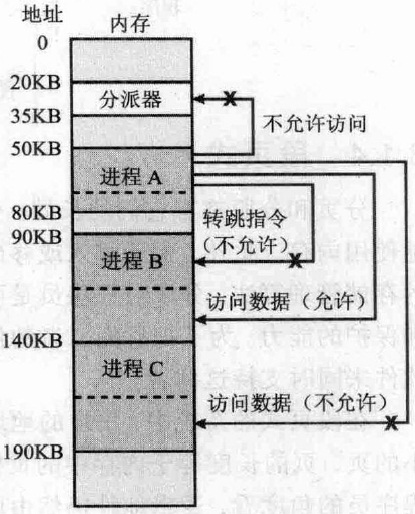 地址
内存
0
20KB
分派器
35KB
不允许访问
50KB
进程 A
80KB
转跳指令
90KB
(不允许)
进程 B
访问数据（允许）
140KB
进程 C
访问数据（不允许）
190KB